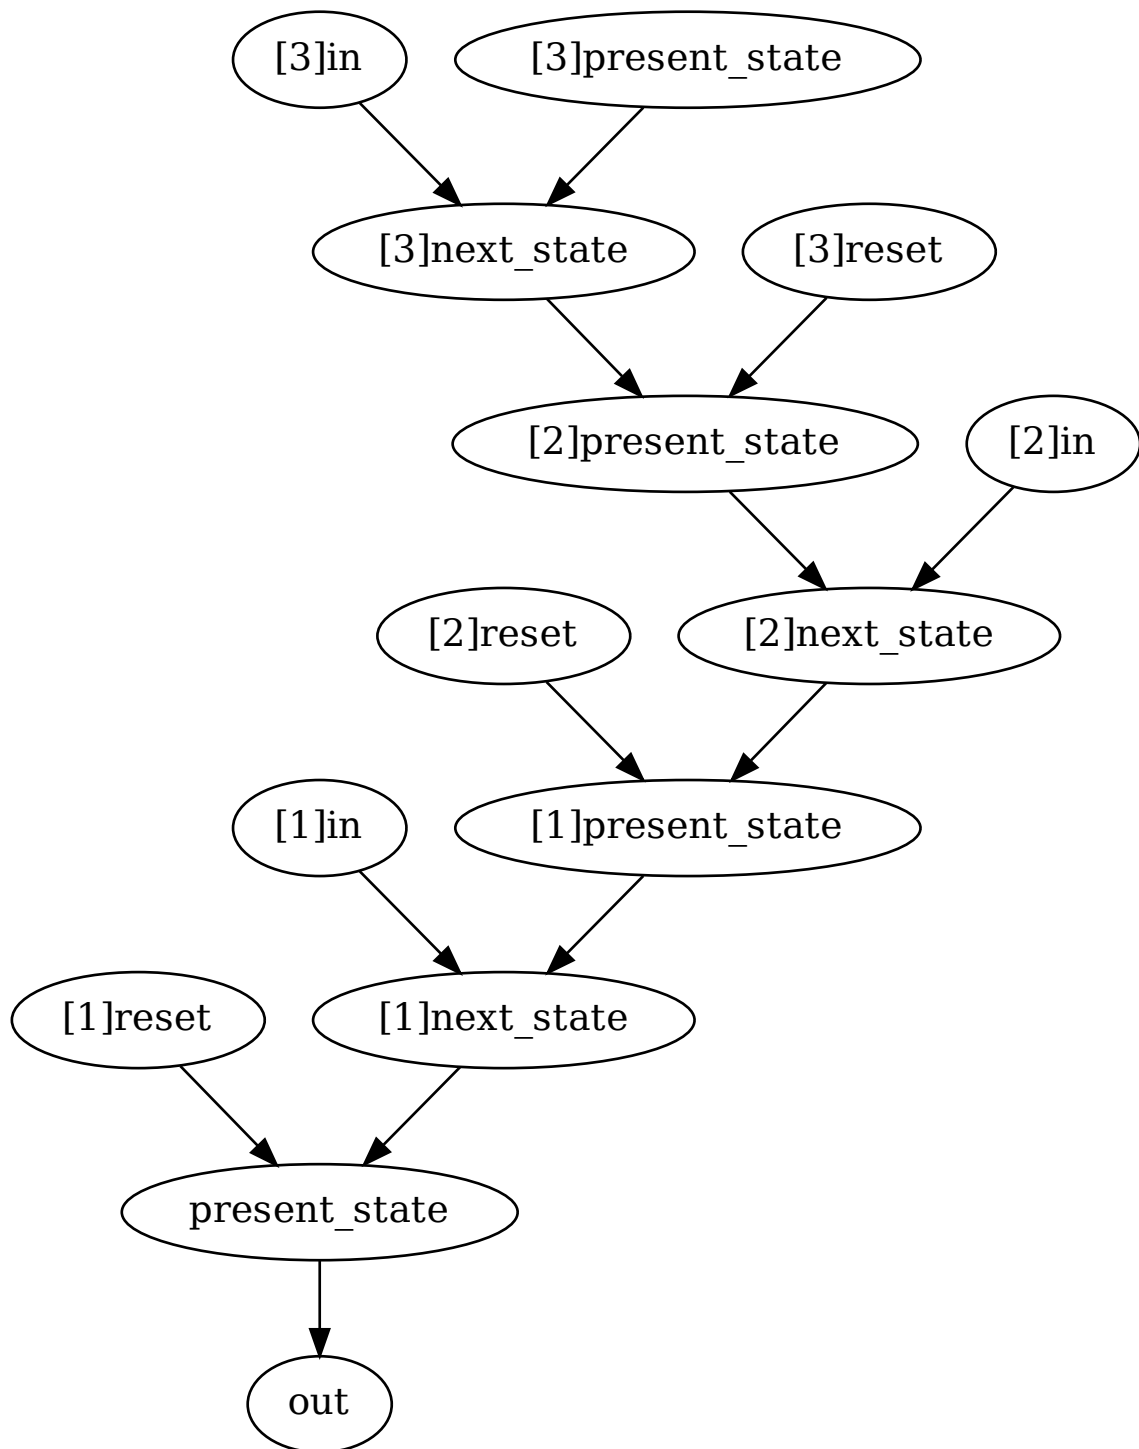 [3]in
[3]present_state
[3]next_state
[3]reset
[2]present_state
[2]in
[2]reset
[2]next_state
[1]in
[1]present_state
[1]reset
[1]next_state
present_state
out